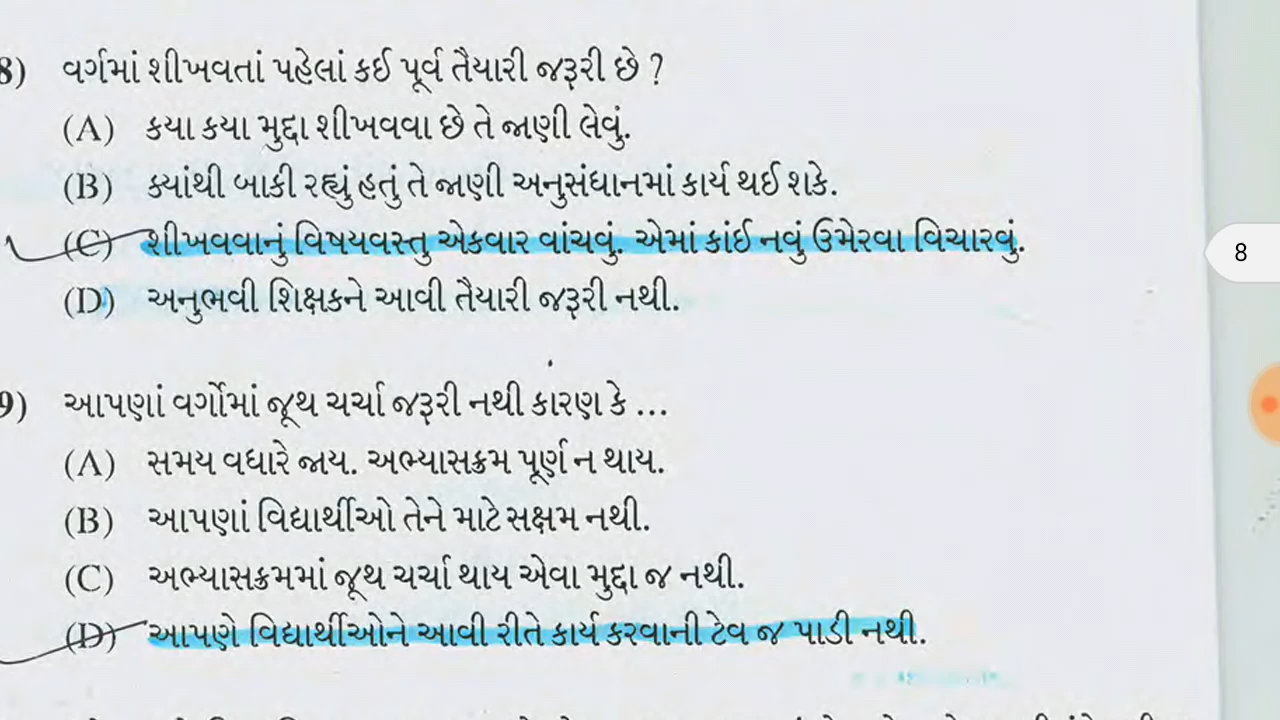 8) વર્ગમાં શીખવતાં પહેલાં કઈ પૂર્વ તૈયારી જરૂરી છે ?
(A) કયા કયા મુદ્દા શીખવવા છે તે જાણી લેવું.
(B) ક્યાંથી બાકી રહ્યું હતું તે જાણી અનુસંધાનમાં કાર્ય થઈ શકે.
(C) શીખવવાનું વિષયવસ્તુ એકવાર વાંચવું. એમાં કાંઈ નવું ઉમેરવા વિચારવું.
8
(D) અનુભવી શિક્ષકને આવી તૈયારી જરૂરી નથી.
9) આપણાં વર્ગોમાં જૂથ ચર્ચા જરૂરી નથી કારણ કે ...
(A) સમય વધારે જાય. અભ્યાસક્રમ પૂર્ણ ન થાય.
(B) આપણાં વિદ્યાર્થીઓ તેને માટે સક્ષમ નથી.
(C) અભ્યાસક્રમમાં જૂથ ચર્ચા થાય એવા મુદ્દા જ નથી.
(D) આપણે વિદ્યાર્થીઓને આવી રીતે કાર્ય કરવાની ટેવ જ પાડી નથી.